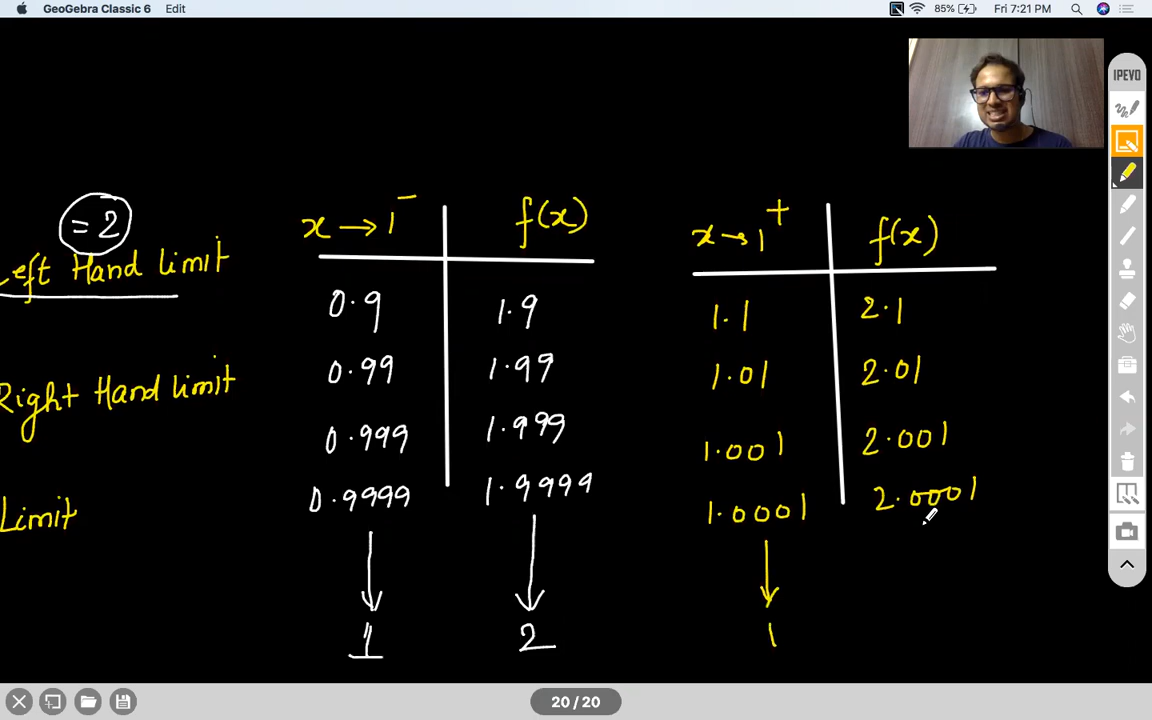 GeoGebra Classic 6 Edit 85% Fri 7:21 PM
IPEVO
= 2
Left Hand limit
Right Hand limit
Limit
x → 1⁻ f(x)
0.9 1.9
0.99 1.99
0.999 1.999
0.9999 1.9999
1 2
x → 1⁺ f(x)
1.1 2.1
1.01 2.01
1.001 2.001
1.0001 2.0001
1
20 / 20